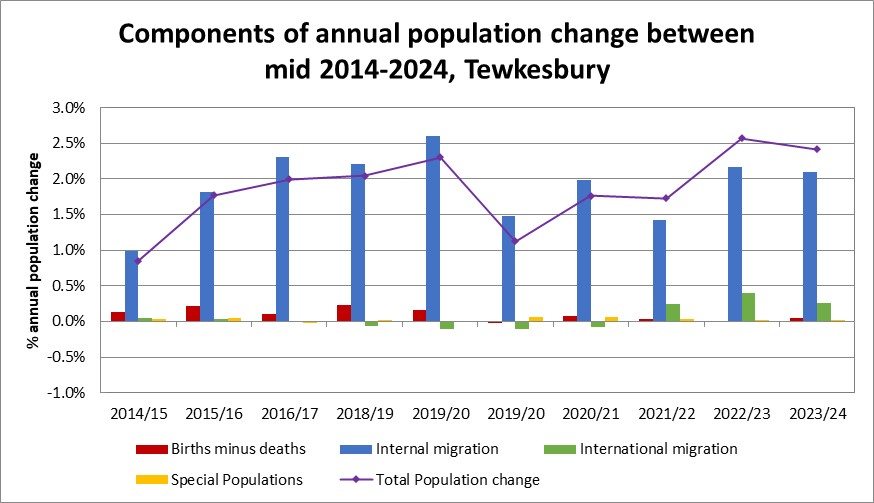 Components of annual population change between
mid 2014-2024, Tewkesbury
% annual population change
3.0%
2.5%
2.0%
1.5%
1.0%
0.5%
0.0%
-0.5%
-1.0%
2014/15 2015/16 2016/17 2018/19 2019/20 2019/20 2020/21 2021/22 2022/23 2023/24
Births minus deaths Internal migration International migration
Special Populations Total Population change